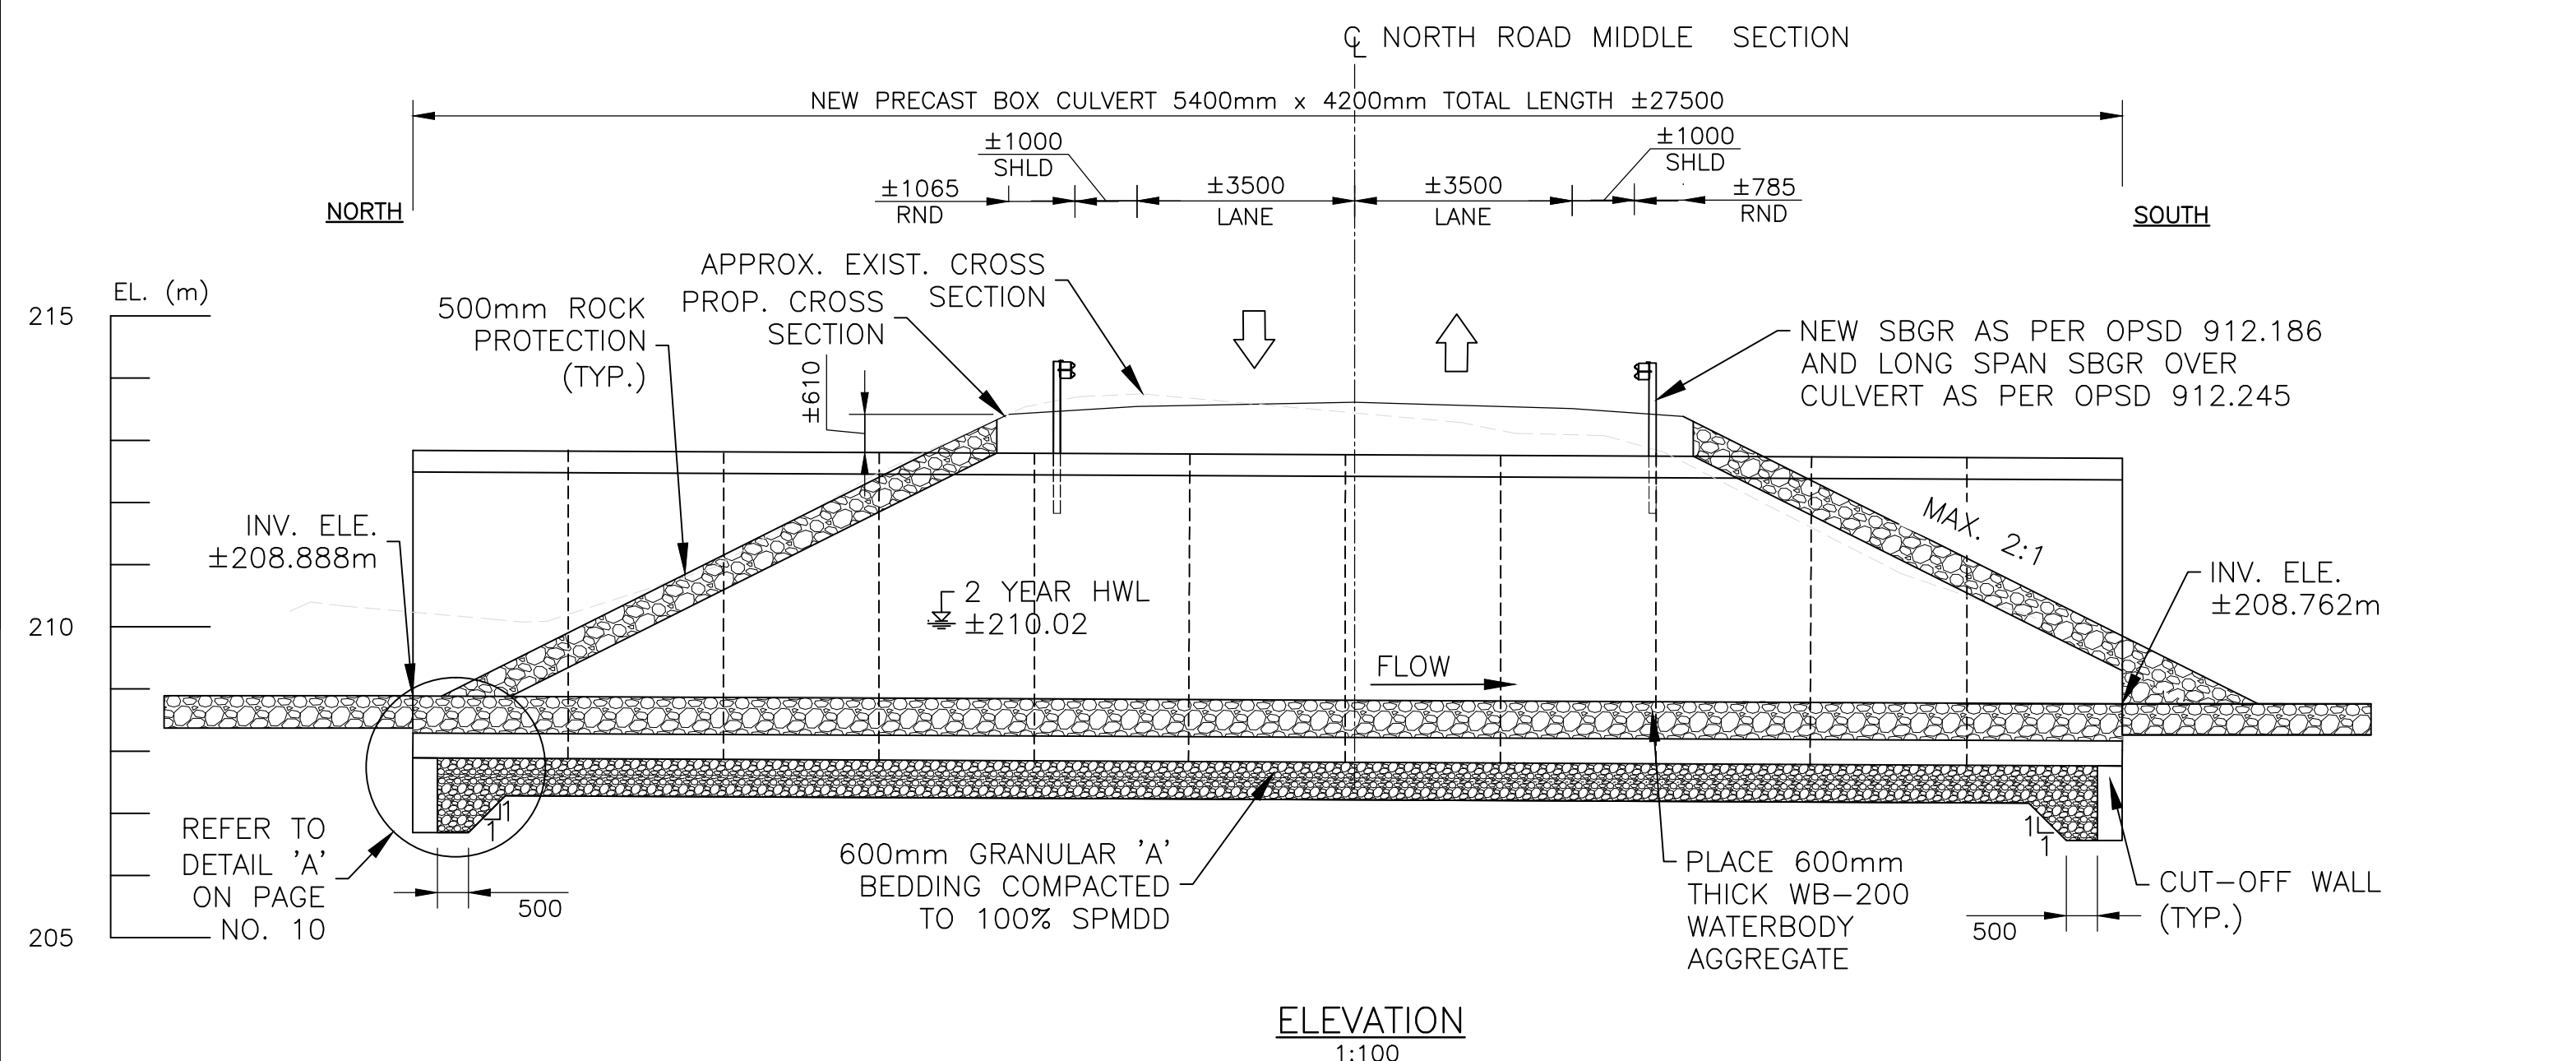 ℄ NORTH ROAD MIDDLE SECTION
NEW PRECAST BOX CULVERT 5400mm x 4200mm TOTAL LENGTH ±27500
±1000
SHLD
±1000
SHLD
±1065
RND
±3500
LANE
±3500
LANE
±785
RND
NORTH
SOUTH
EL. (m)
215
210
205
APPROX. EXIST. CROSS
SECTION
PROP. CROSS
SECTION
500mm ROCK
PROTECTION
(TYP.)
±610
NEW SBGR AS PER OPSD 912.186
AND LONG SPAN SBGR OVER
CULVERT AS PER OPSD 912.245
INV. ELE.
±208.888m
MAX. 2:1
2 YEAR HWL
±210.02
INV. ELE.
±208.762m
FLOW
1
1
1
1
REFER TO
DETAIL 'A'
ON PAGE
NO. 10
500
600mm GRANULAR 'A'
BEDDING COMPACTED
TO 100% SPMDD
PLACE 600mm
THICK WB-200
WATERBODY
AGGREGATE
500
CUT-OFF WALL
(TYP.)
ELEVATION
1:100